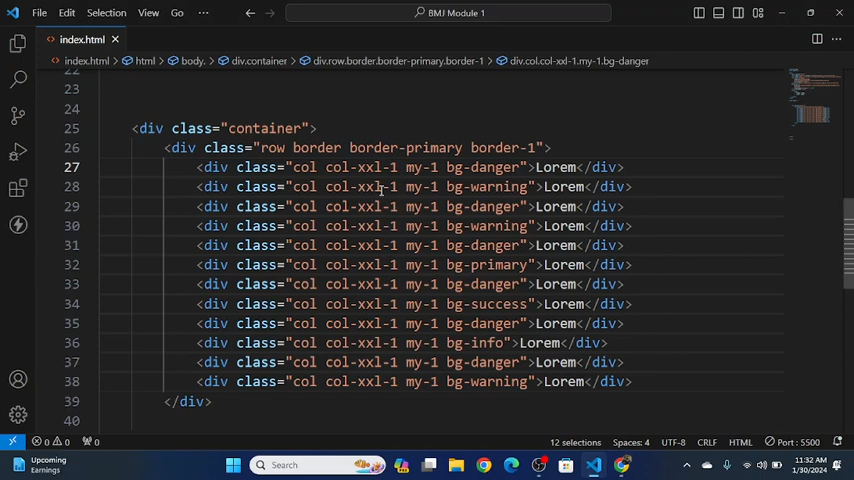 File Edit Selection View Go ··· BMJ Module 1
index.html
index.html html body. div.container div.row.border.border-primary.border-1 div.col.col-xxl-1.my-1.bg-danger
22
23
24
25 <div class="container">
26 <div class="row border border-primary border-1">
27 <div class="col col-xxl-1 my-1 bg-danger">Lorem</div>
28 <div class="col col-xxl-1 my-1 bg-warning">Lorem</div>
29 <div class="col col-xxl-1 my-1 bg-danger">Lorem</div>
30 <div class="col col-xxl-1 my-1 bg-warning">Lorem</div>
31 <div class="col col-xxl-1 my-1 bg-danger">Lorem</div>
32 <div class="col col-xxl-1 my-1 bg-primary">Lorem</div>
33 <div class="col col-xxl-1 my-1 bg-danger">Lorem</div>
34 <div class="col col-xxl-1 my-1 bg-success">Lorem</div>
35 <div class="col col-xxl-1 my-1 bg-danger">Lorem</div>
36 <div class="col col-xxl-1 my-1 bg-info">Lorem</div>
37 <div class="col col-xxl-1 my-1 bg-danger">Lorem</div>
38 <div class="col col-xxl-1 my-1 bg-warning">Lorem</div>
39 </div>
40
0 0 0 12 selections Spaces: 4 UTF-8 CRLF HTML Port : 5500
Upcoming
Earnings
Search
11:32 AM
1/30/2024